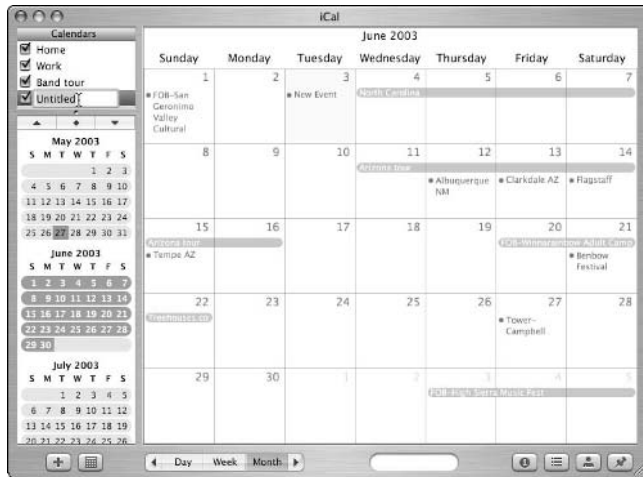 iCal
Calendars
Home
Work
Band tour
Untitled
May 2003
S M T W T F S
1 2 3
4 5 6 7 8 9 10
11 12 13 14 15 16 17
18 19 20 21 22 23 24
25 26 27 28 29 30 31
June 2003
S M T W T F S
1 2 3 4 5 6 7
8 9 10 11 12 13 14
15 16 17 18 19 20 21
22 23 24 25 26 27 28
29 30
July 2003
S M T W T F S
1 2 3 4 5
6 7 8 9 10 11 12
13 14 15 16 17 18 19
20 21 22 23 24 25 26
June 2003
Sunday Monday Tuesday Wednesday Thursday Friday Saturday
1 2 3 4 5 6 7
FOB-San
Geronimo
Valley
Cultural
New Event
North Carolina
8 9 10 11 12 13 14
Arizona tour
Albuquerque
NM
Clarkdale AZ
Flagstaff
15 16 17 18 19 20 21
Arizona tour
Tempe AZ
FOB-Winnarainbow Adult Camp
Benbow
Festival
22 23 24 25 26 27 28
Treehouses.co
Tower-
Campbell
29 30 1 2 3 4 5
FOB-High Sierra Music Fest
Day Week Month